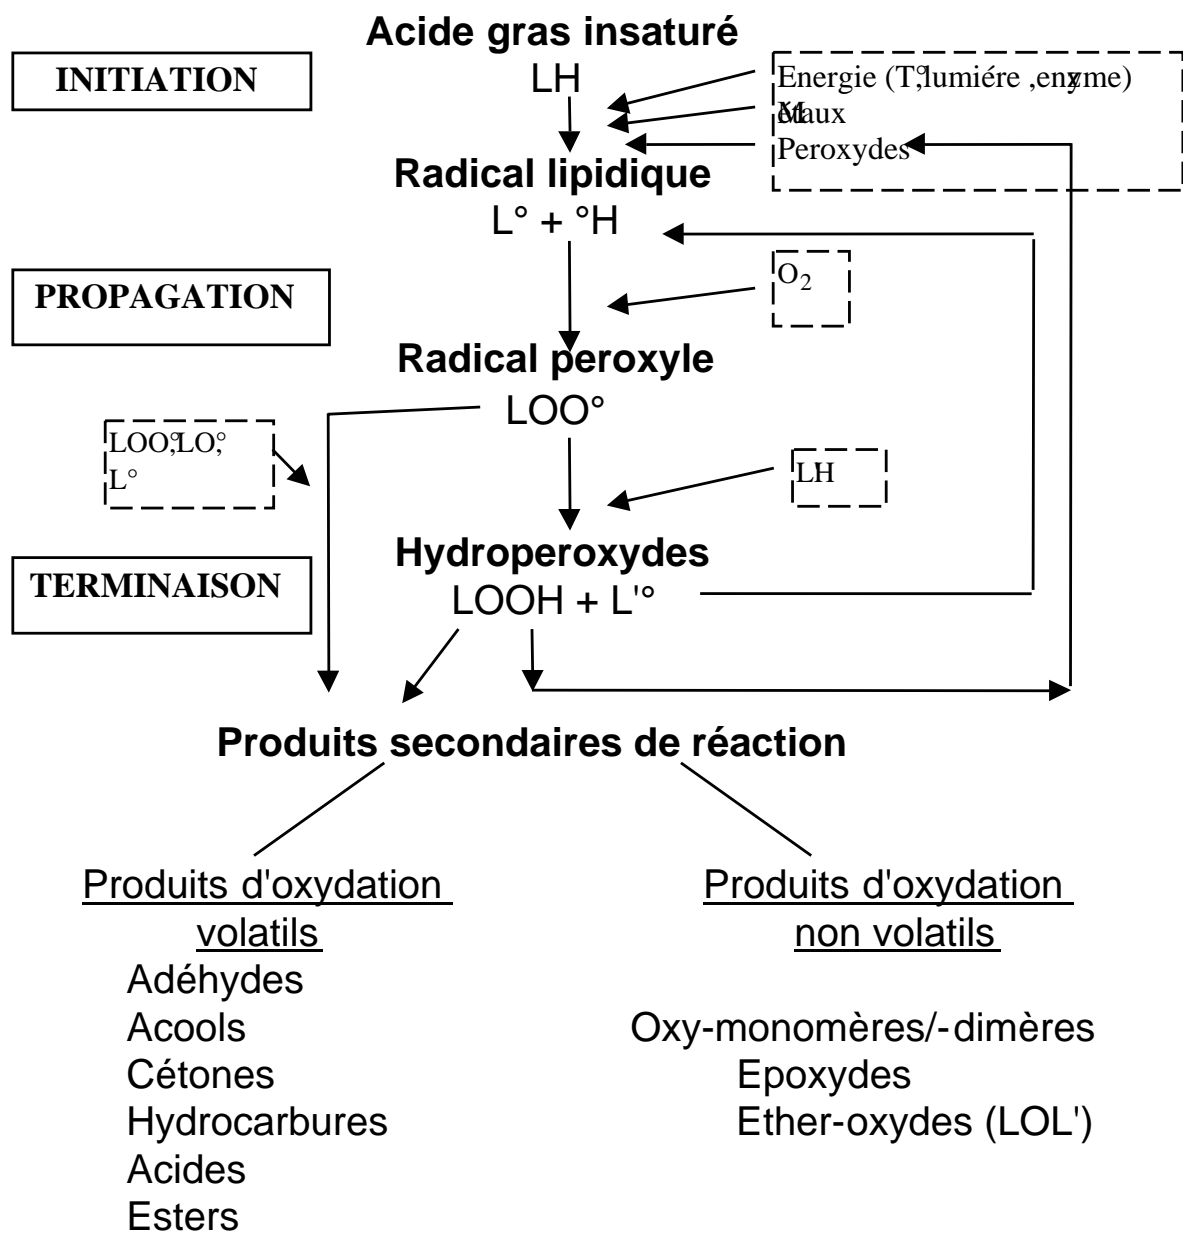 Acide gras insaturé
INITIATION
LH
Energie (T°,lumiére ,enzyme)
Métaux
Peroxydes
Radical lipidique
L° + °H
PROPAGATION
O2
Radical peroxyle
LOO°
LOO°,LO°,
L°
LH
Hydroperoxydes
TERMINAISON
LOOH + L'°
Produits secondaires de réaction
Produits d'oxydation
volatils
Adéhydes
Acools
Cétones
Hydrocarbures
Acides
Esters
Produits d'oxydation
non volatils
Oxy-monomères/-dimères
Epoxydes
Ether-oxydes (LOL')